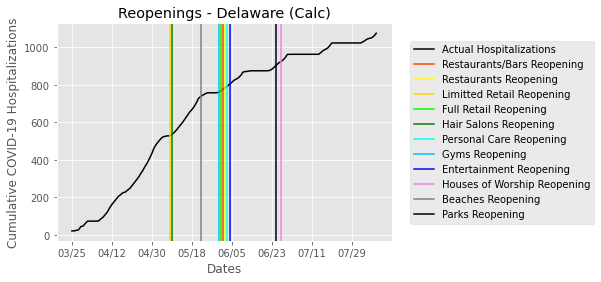 Reopenings - Delaware (Calc)
Cumulative COVID-19 Hospitalizations
1000
800
600
400
200
0
03/25 04/12 04/30 05/18 06/05 06/23 07/11 07/29
Dates
Actual Hospitalizations
Restaurants/Bars Reopening
Restaurants Reopening
Limitted Retail Reopening
Full Retail Reopening
Hair Salons Reopening
Personal Care Reopening
Gyms Reopening
Entertainment Reopening
Houses of Worship Reopening
Beaches Reopening
Parks Reopening